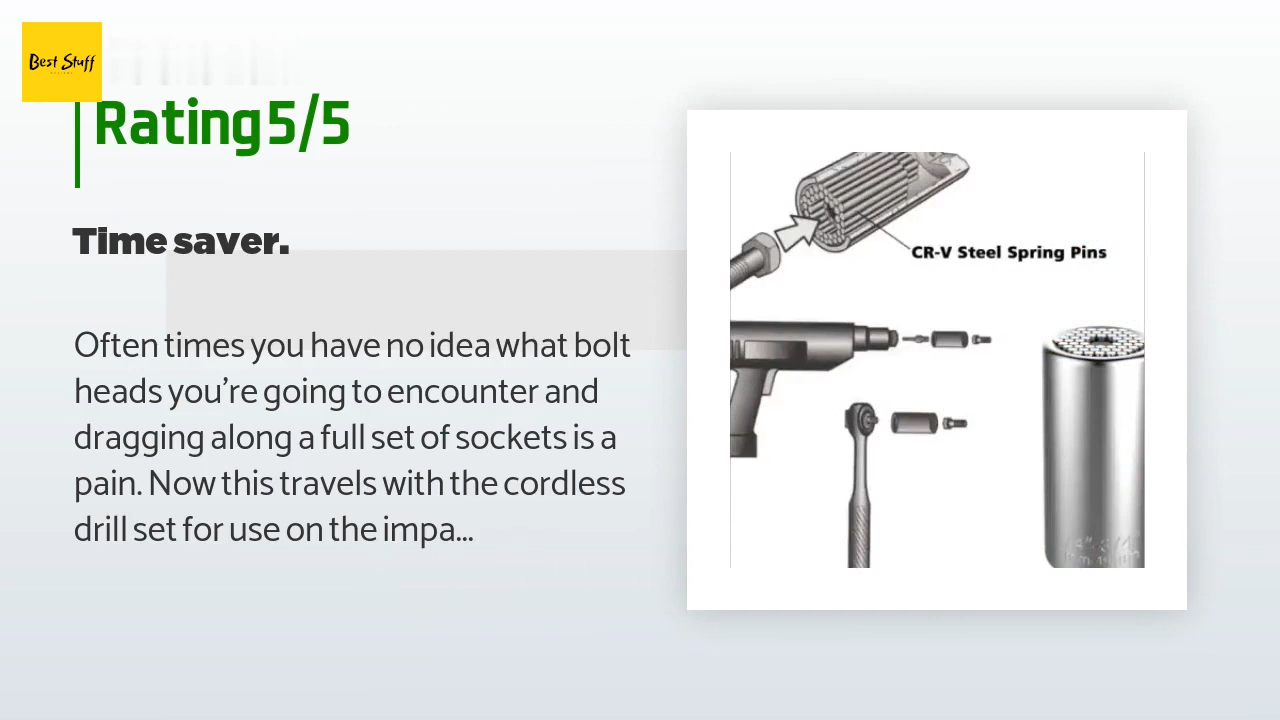 Best Stuff
Rating 5/5
Time saver.
Often times you have no idea what bolt
heads you're going to encounter and
dragging along a full set of sockets is a
pain. Now this travels with the cordless
drill set for use on the impa...
CR-V Steel Spring Pins